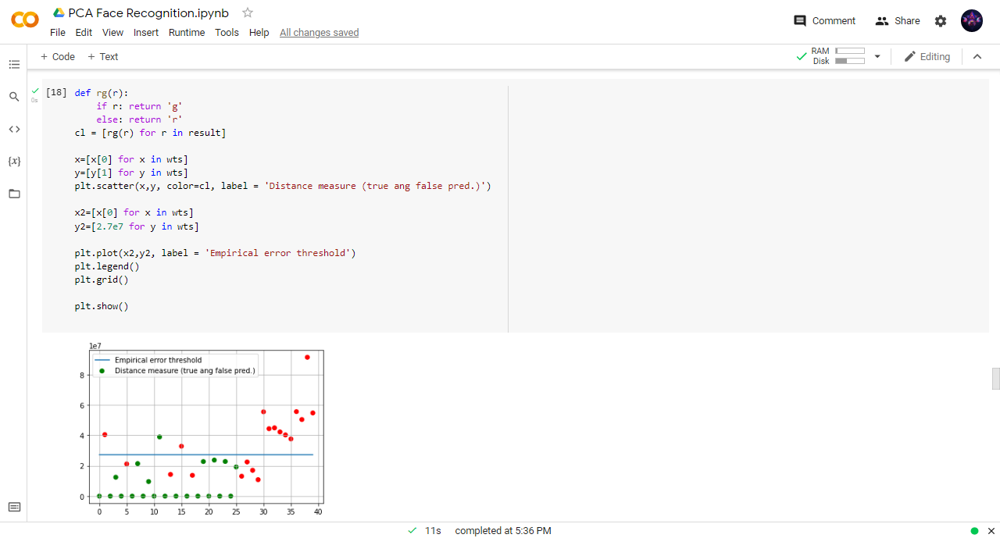 PCA Face Recognition.ipynb
Comment
Share
File Edit View Insert Runtime Tools Help All changes saved
+ Code + Text
RAM
Disk
Editing
[18] def rg(r):
if r: return 'g'
else: return 'r'
cl = [rg(r) for r in result]
x=[x[0] for x in wts]
y=[y[1] for y in wts]
plt.scatter(x,y, color=cl, label = 'Distance measure (true ang false pred.)')
x2=[x[0] for x in wts]
y2=[2.7e7 for y in wts]
plt.plot(x2,y2, label = 'Empirical error threshold')
plt.legend()
plt.grid()
plt.show()
0s
{x}
1e7
Empirical error threshold
Distance measure (true ang false pred.)
8
6
4
2
0
0 5 10 15 20 25 30 35 40
11s completed at 5:36 PM